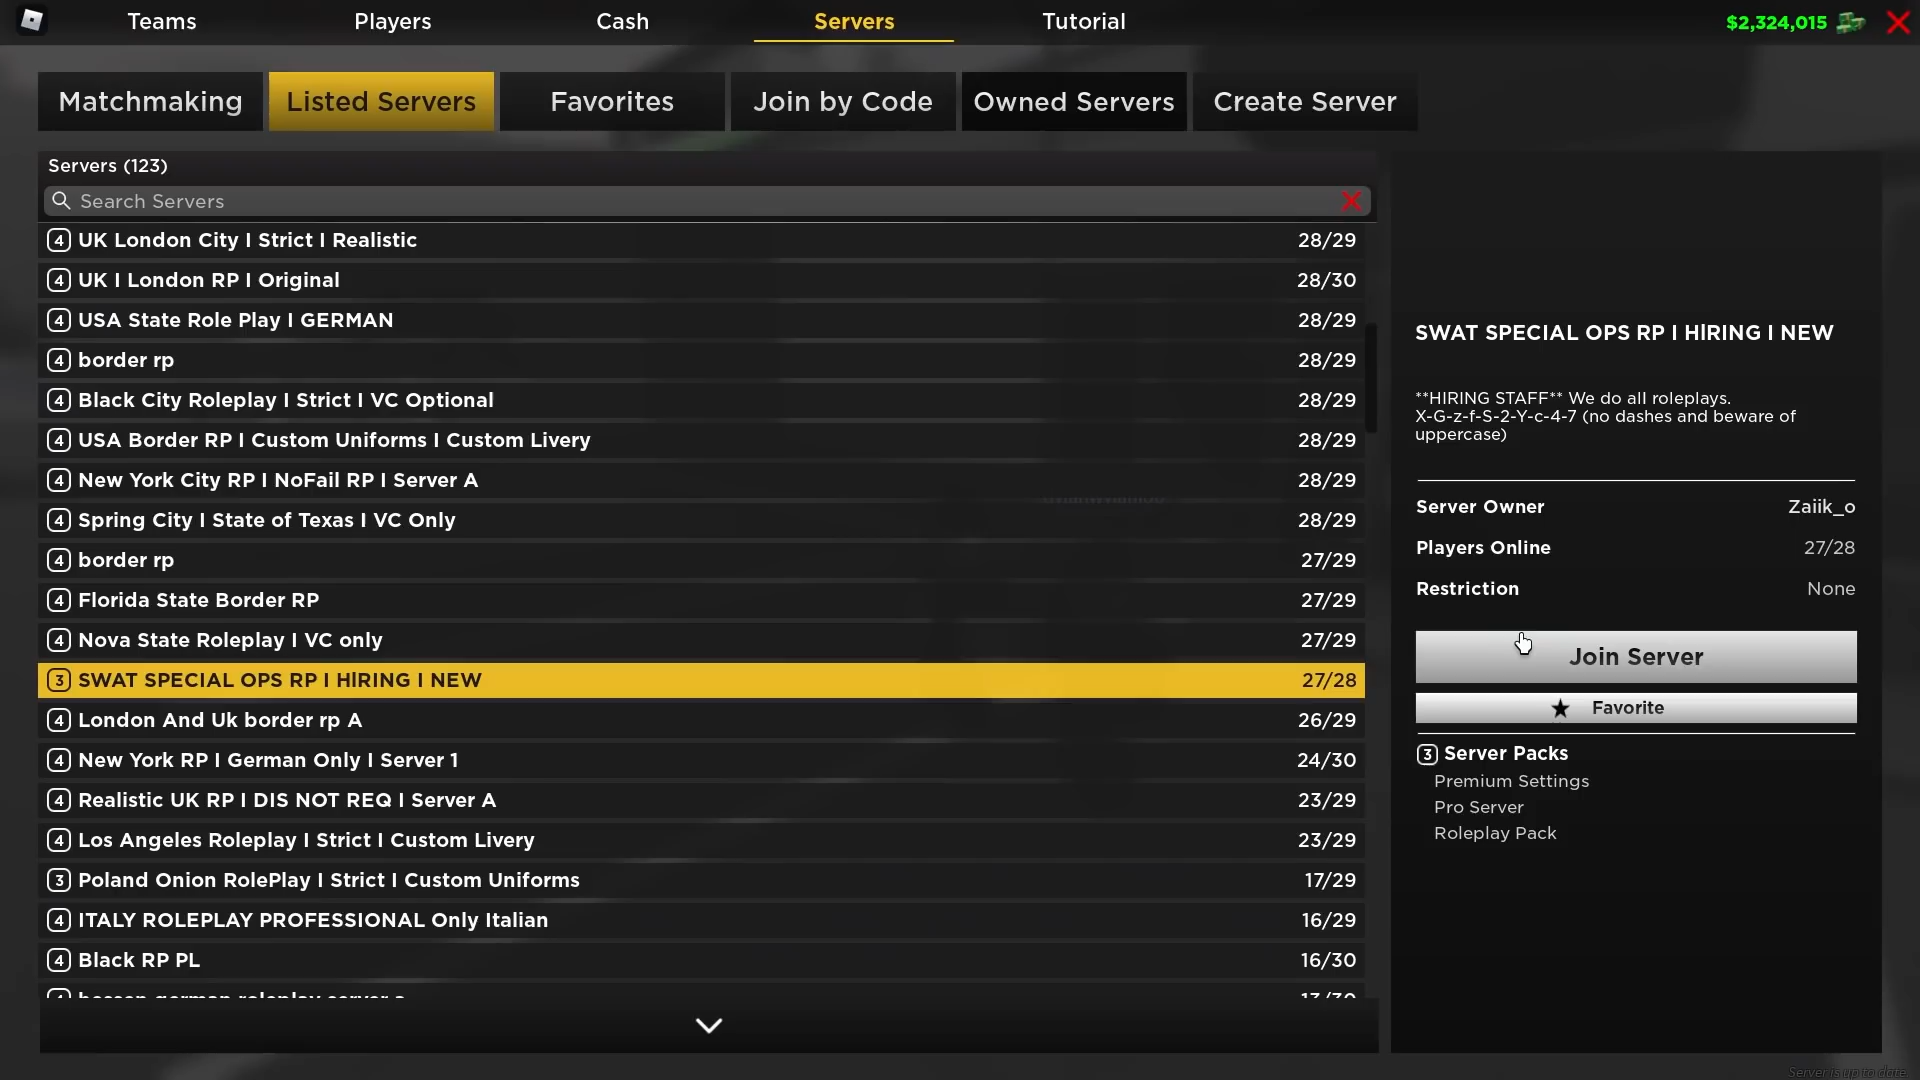 Teams Players Cash Servers Tutorial $2,324,015
Matchmaking Listed Servers Favorites Join by Code Owned Servers Create Server
Servers (123)
Search Servers
4 UK London City I Strict I Realistic 28/29
4 UK I London RP I Original 28/30
4 USA State Role Play I GERMAN 28/29
4 border rp 28/29
4 Black City Roleplay I Strict I VC Optional 28/29
4 USA Border RP I Custom Uniforms I Custom Livery 28/29
4 New York City RP I NoFail RP I Server A 28/29
4 Spring City I State of Texas I VC Only 28/29
4 border rp 27/29
4 Florida State Border RP 27/29
4 Nova State Roleplay I VC only 27/29
3 SWAT SPECIAL OPS RP I HIRING I NEW 27/28
4 London And Uk border rp A 26/29
4 New York RP I German Only I Server 1 24/30
4 Realistic UK RP I DIS NOT REQ I Server A 23/29
4 Los Angeles Roleplay I Strict I Custom Livery 23/29
3 Poland Onion RolePlay I Strict I Custom Uniforms 17/29
4 ITALY ROLEPLAY PROFESSIONAL Only Italian 16/29
4 Black RP PL 16/30
SWAT SPECIAL OPS RP I HIRING I NEW
**HIRING STAFF** We do all roleplays.
X-G-z-f-S-2-Y-c-4-7 (no dashes and beware of
uppercase)
Server Owner Zaiik_o
Players Online 27/28
Restriction None
Join Server
★ Favorite
3 Server Packs
Premium Settings
Pro Server
Roleplay Pack
Server is up to date